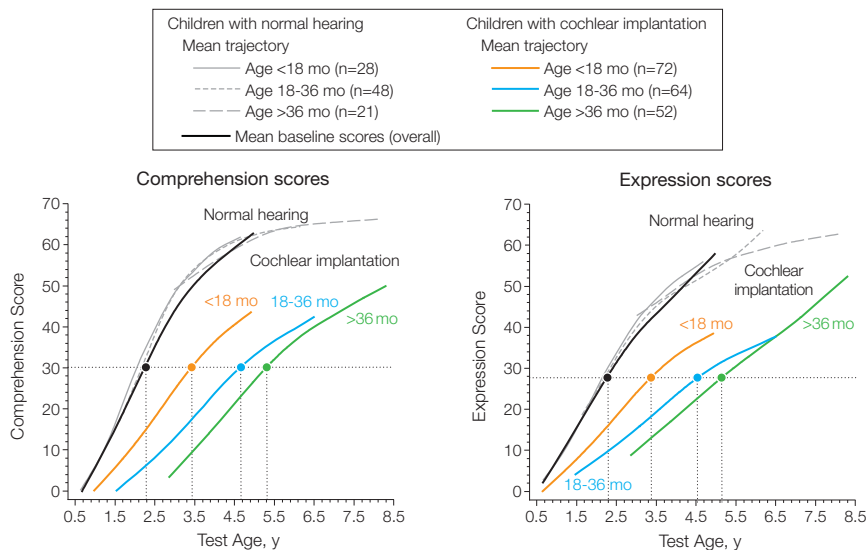 Children with normal hearing
Mean trajectory
Age <18 mo (n=28)
Age 18-36 mo (n=48)
Age >36 mo (n=21)
Mean baseline scores (overall)
Children with cochlear implantation
Mean trajectory
Age <18 mo (n=72)
Age 18-36 mo (n=64)
Age >36 mo (n=52)
Comprehension scores
70
60
50
40
30
20
10
0
Comprehension Score
Normal hearing
Cochlear implantation
<18 mo
18-36 mo
>36 mo
0.5 1.5 2.5 3.5 4.5 5.5 6.5 7.5 8.5
Test Age, y
Expression scores
70
60
50
40
30
20
10
0
Expression Score
Normal hearing
Cochlear
implantation
<18 mo
>36 mo
18-36 mo
0.5 1.5 2.5 3.5 4.5 5.5 6.5 7.5 8.5
Test Age, y